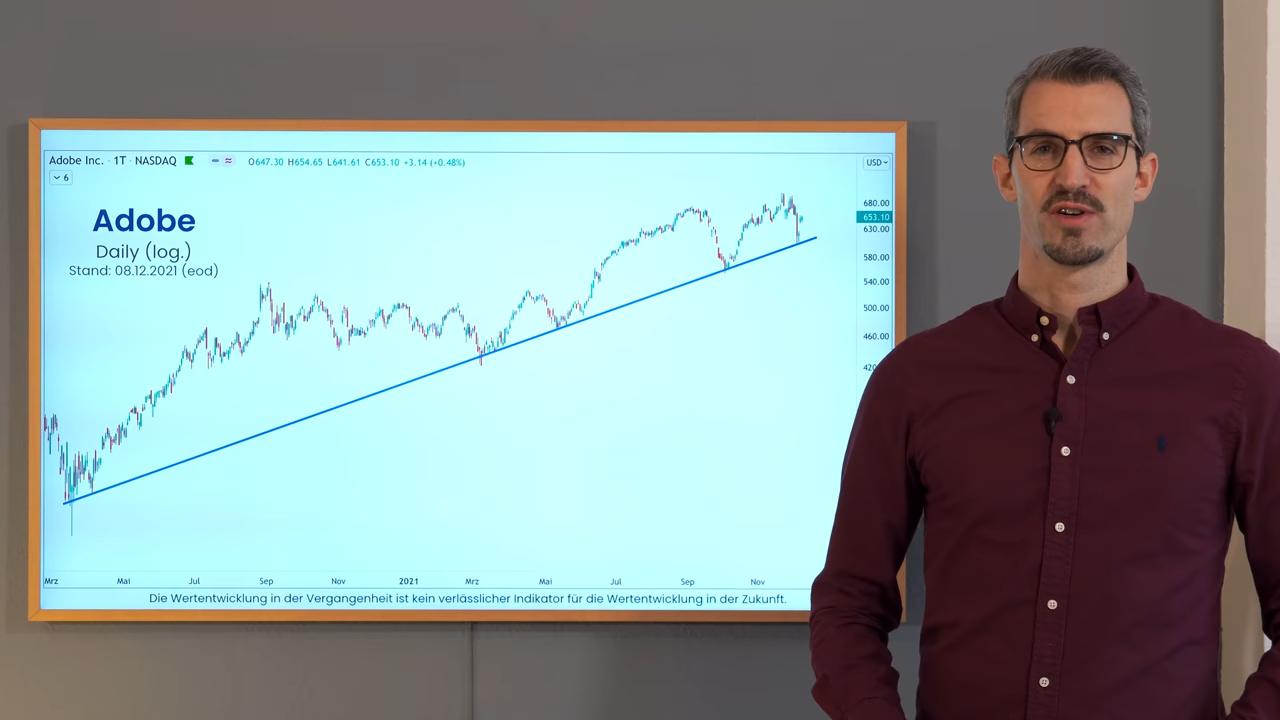 Adobe Inc. · 1T · NASDAQ
O647.30 H654.65 L641.61 C653.10 +3.14 (+0.48%)
USD
6
Adobe
Daily (log.)
Stand: 08.12.2021 (eod)
680.00
653.10
630.00
580.00
540.00
500.00
460.00
420
Mrz Mai Jul Sep Nov 2021 Mrz Mai Jul Sep Nov
Die Wertentwicklung in der Vergangenheit ist kein verlässlicher Indikator für die Wertentwicklung in der Zukunft.